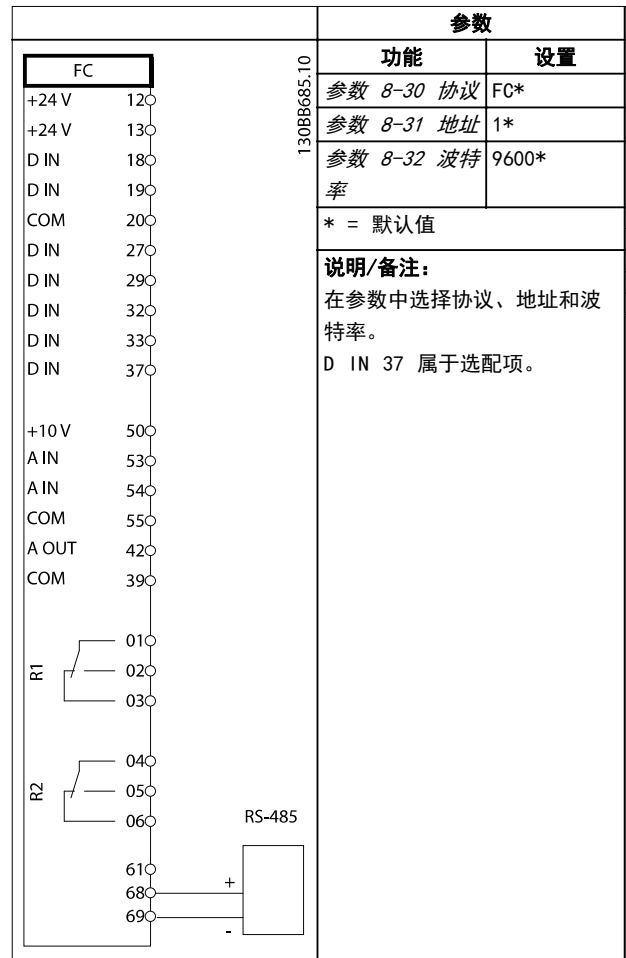 FC
+24 V 12
+24 V 13
D IN 18
D IN 19
COM 20
D IN 27
D IN 29
D IN 32
D IN 33
D IN 37
+10 V 50
A IN 53
A IN 54
COM 55
A OUT 42
COM 39
R1
01
02
03
R2
04
05
06
RS-485
61
68 +
69 -
130BB685.10
参数
功能 设置
参数 8-30 协议 FC*
参数 8-31 地址 1*
参数 8-32 波特 9600*
率
* = 默认值
说明/备注：
在参数中选择协议、地址和波
特率。
D IN 37 属于选配项。